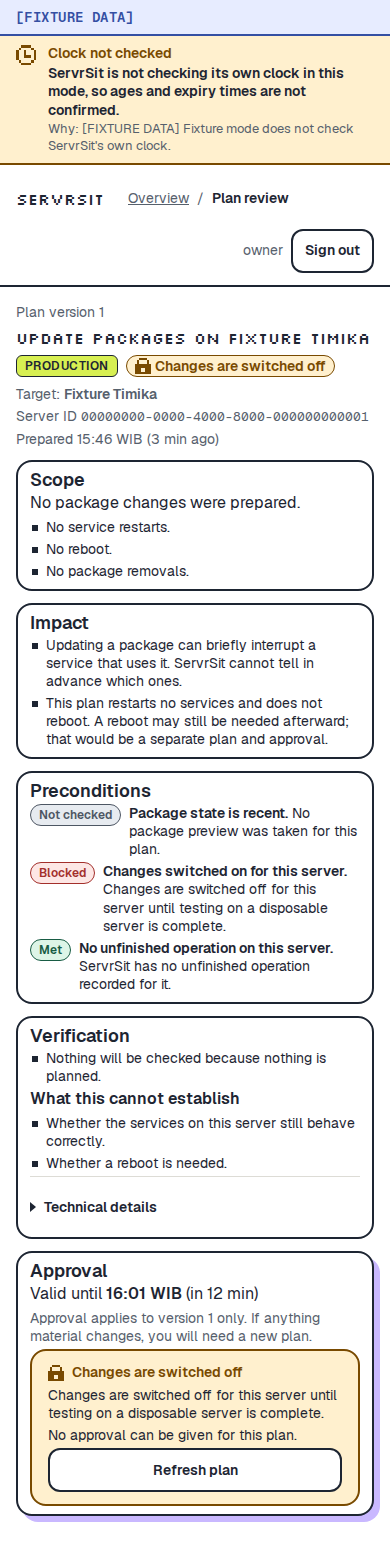 [FIXTURE DATA]
Clock not checked
ServrSit is not checking its own clock in this
mode, so ages and expiry times are not
confirmed.
Why: [FIXTURE DATA] Fixture mode does not check
ServrSit's own clock.
SERVRSIT
Overview / Plan review
owner
Sign out
Plan version 1
UPDATE PACKAGES ON FIXTURE TIMIKA
PRODUCTION
Changes are switched off
Target: Fixture Timika
Server ID 00000000-0000-4000-8000-000000000001
Prepared 15:46 WIB (3 min ago)
Scope
No package changes were prepared.
No service restarts.
No reboot.
No package removals.
Impact
Updating a package can briefly interrupt a
service that uses it. ServrSit cannot tell in
advance which ones.
This plan restarts no services and does not
reboot. A reboot may still be needed afterward;
that would be a separate plan and approval.
Preconditions
Not checked Package state is recent. No
package preview was taken for this
plan.
Blocked Changes switched on for this server.
Changes are switched off for this
server until testing on a disposable
server is complete.
Met No unfinished operation on this server.
ServrSit has no unfinished operation
recorded for it.
Verification
Nothing will be checked because nothing is
planned.
What this cannot establish
Whether the services on this server still behave
correctly.
Whether a reboot is needed.
Technical details
Approval
Valid until 16:01 WIB (in 12 min)
Approval applies to version 1 only. If anything
material changes, you will need a new plan.
Changes are switched off
Changes are switched off for this server until
testing on a disposable server is complete.
No approval can be given for this plan.
Refresh plan